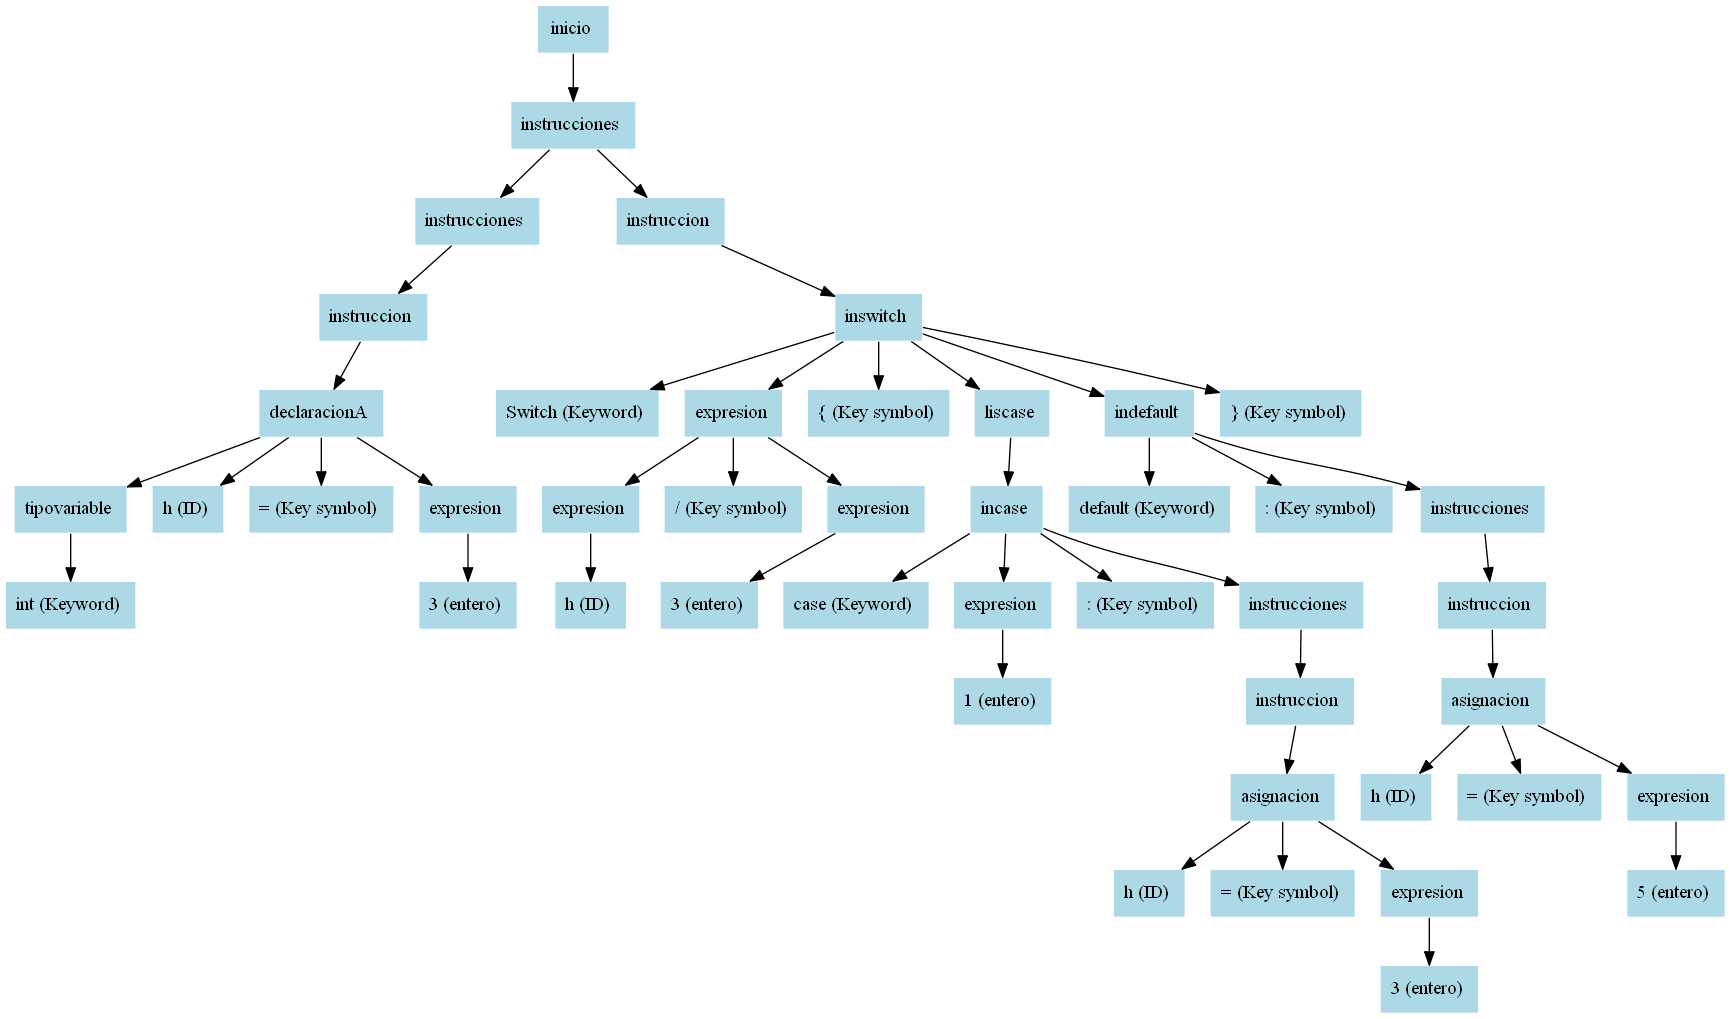 inicio
instrucciones
instrucciones
instruccion
instruccion
inswitch
declaracionA
Switch (Keyword)
expresion
{ (Key symbol)
liscase
indefault
} (Key symbol)
tipovariable
h (ID)
= (Key symbol)
expresion
expresion
/ (Key symbol)
expresion
incase
default (Keyword)
: (Key symbol)
instrucciones
int (Keyword)
3 (entero)
h (ID)
3 (entero)
case (Keyword)
expresion
: (Key symbol)
instrucciones
instruccion
1 (entero)
instruccion
asignacion
asignacion
h (ID)
= (Key symbol)
expresion
h (ID)
= (Key symbol)
expresion
5 (entero)
3 (entero)